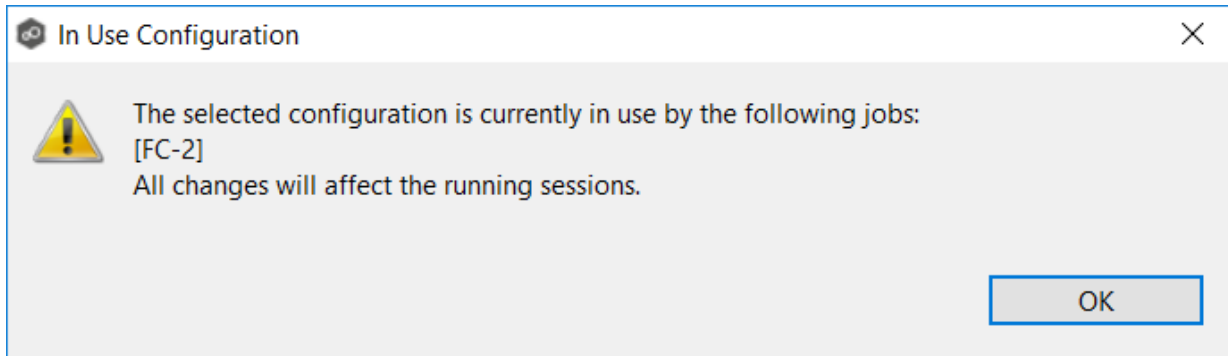 In Use Configuration
The selected configuration is currently in use by the following jobs:
[FC-2]
All changes will affect the running sessions.
OK